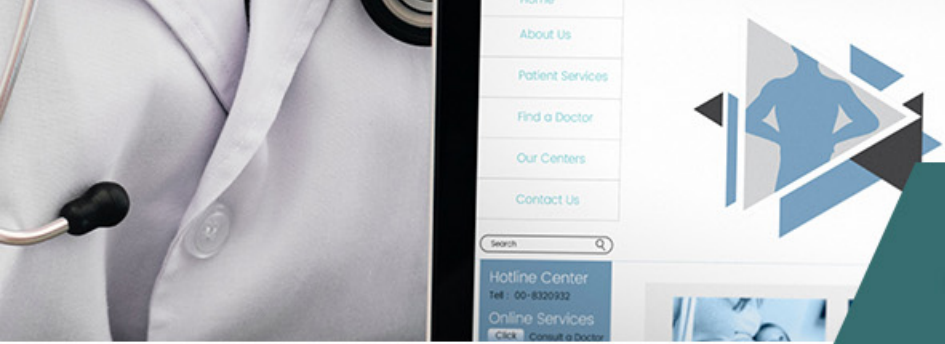 Home
About Us
Patient Services
Find a Doctor
Our Centers
Contact Us
Search
Hotline Center
Tell : 00-8320932
Online Services
Click Consult a Doctor